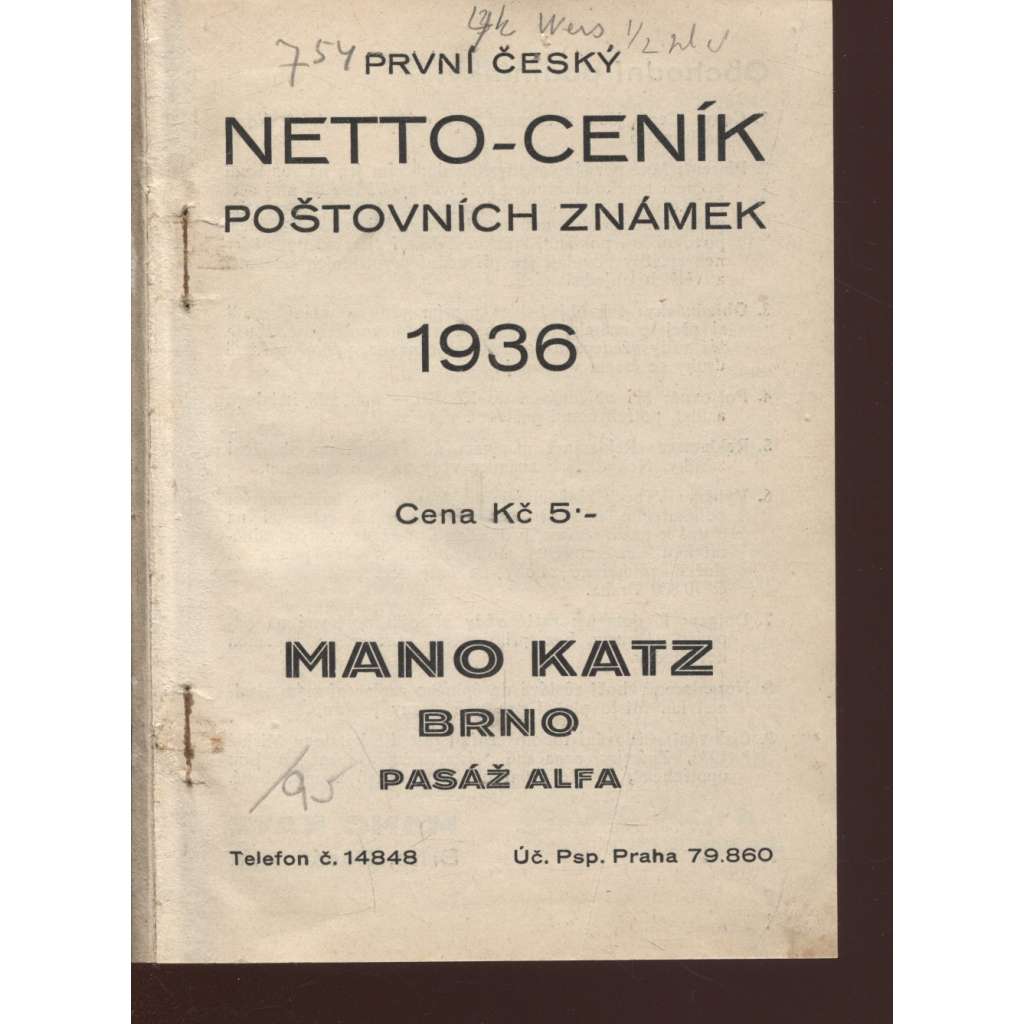 754
PRVNÍ ČESKÝ
NETTO-CENÍK
POŠTOVNÍCH ZNÁMEK
1936
Cena Kč 5·-
MANO KATZ
BRNO
PASÁŽ ALFA
/95
Telefon č. 14848 Úč. Psp. Praha 79.860